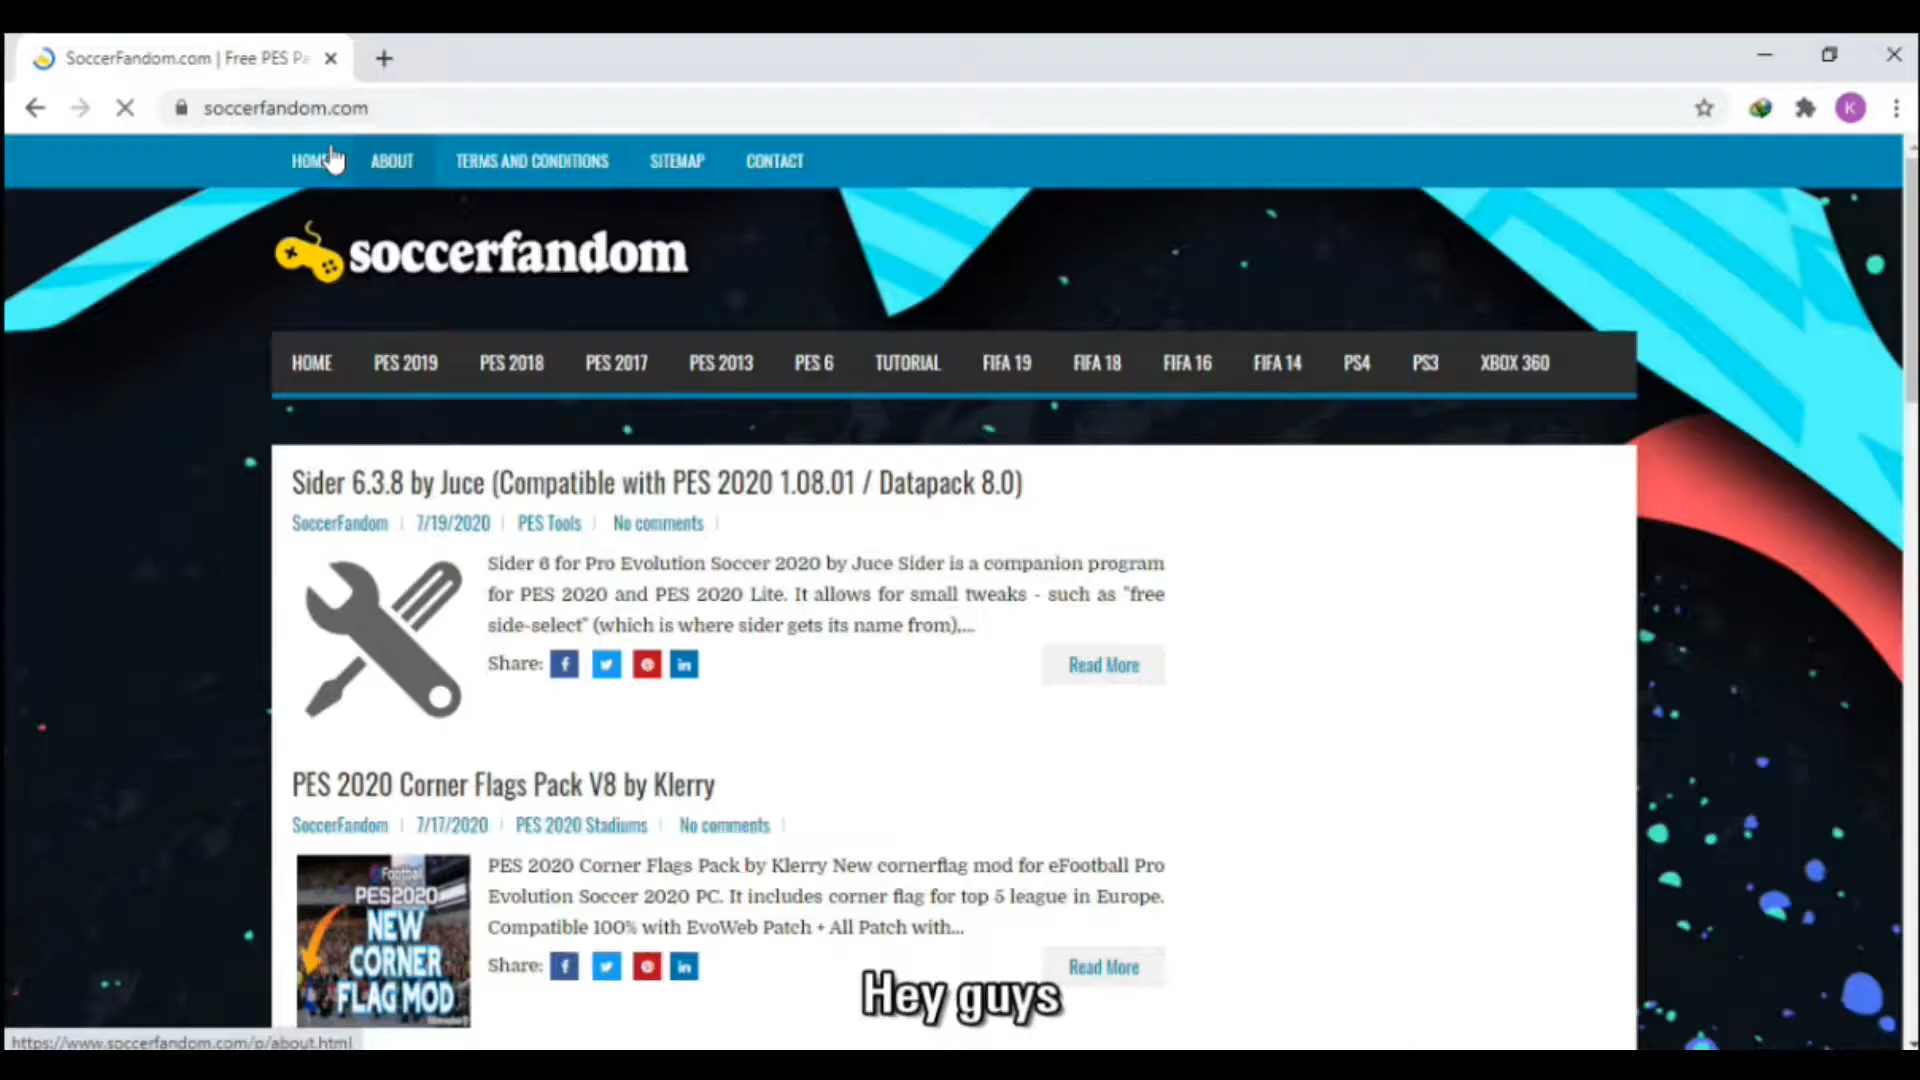 SoccerFandom.com | Free PES Pa
soccerfandom.com
K
HOME ABOUT TERMS AND CONDITIONS SITEMAP CONTACT
soccerfandom
HOME PES 2019 PES 2018 PES 2017 PES 2013 PES 6 TUTORIAL FIFA 19 FIFA 18 FIFA 16 FIFA 14 PS4 PS3 XBOX 360
Sider 6.3.8 by Juce (Compatible with PES 2020 1.08.01 / Datapack 8.0)
SoccerFandom 7/19/2020 PES Tools No comments
Sider 6 for Pro Evolution Soccer 2020 by Juce Sider is a companion program
for PES 2020 and PES 2020 Lite. It allows for small tweaks - such as "free
side-select" (which is where sider gets its name from),...
Share: Read More
PES 2020 Corner Flags Pack V8 by Klerry
SoccerFandom 7/17/2020 PES 2020 Stadiums No comments
PES 2020 Corner Flags Pack by Klerry New cornerflag mod for eFootball Pro
Evolution Soccer 2020 PC. It includes corner flag for top 5 league in Europe.
Compatible 100% with EvoWeb Patch + All Patch with...
Share: Read More
Football
PES2020
NEW
CORNER
FLAG MOD
Hey guys
https://www.soccerfandom.com/p/about.html